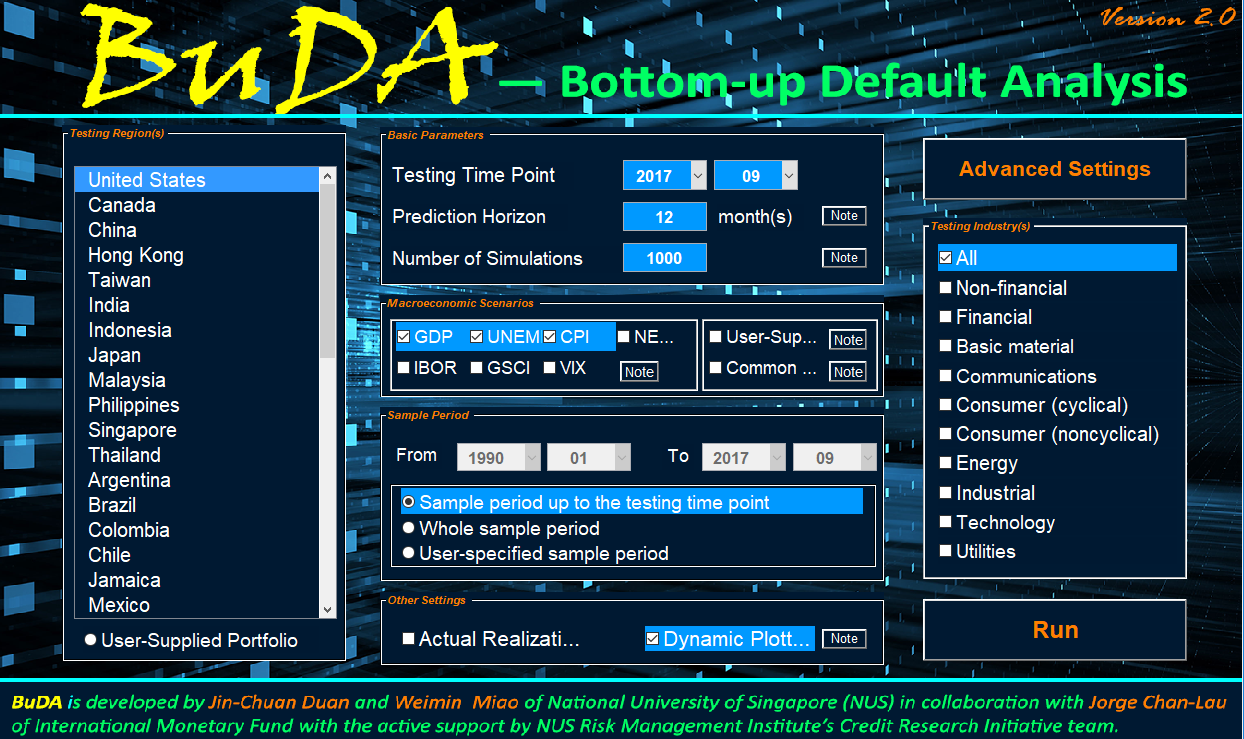 Version 2.0
BuDA — Bottom-up Default Analysis
Testing Region(s)
United States
Canada
China
Hong Kong
Taiwan
India
Indonesia
Japan
Malaysia
Philippines
Singapore
Thailand
Argentina
Brazil
Colombia
Chile
Jamaica
Mexico
User-Supplied Portfolio
Basic Parameters
Testing Time Point 2017 09
Prediction Horizon 12 month(s) Note
Number of Simulations 1000 Note
Macroeconomic Scenarios
GDP UNEM CPI NE...
IBOR GSCI VIX Note
User-Sup... Note
Common ... Note
Sample Period
From 1990 01 To 2017 09
Sample period up to the testing time point
Whole sample period
User-specified sample period
Other Settings
Actual Realizati... Dynamic Plott... Note
Advanced Settings
Testing Industry(s)
All
Non-financial
Financial
Basic material
Communications
Consumer (cyclical)
Consumer (noncyclical)
Energy
Industrial
Technology
Utilities
Run
BuDA is developed by Jin-Chuan Duan and Weimin Miao of National University of Singapore (NUS) in collaboration with Jorge Chan-Lau
of International Monetary Fund with the active support by NUS Risk Management Institute's Credit Research Initiative team.